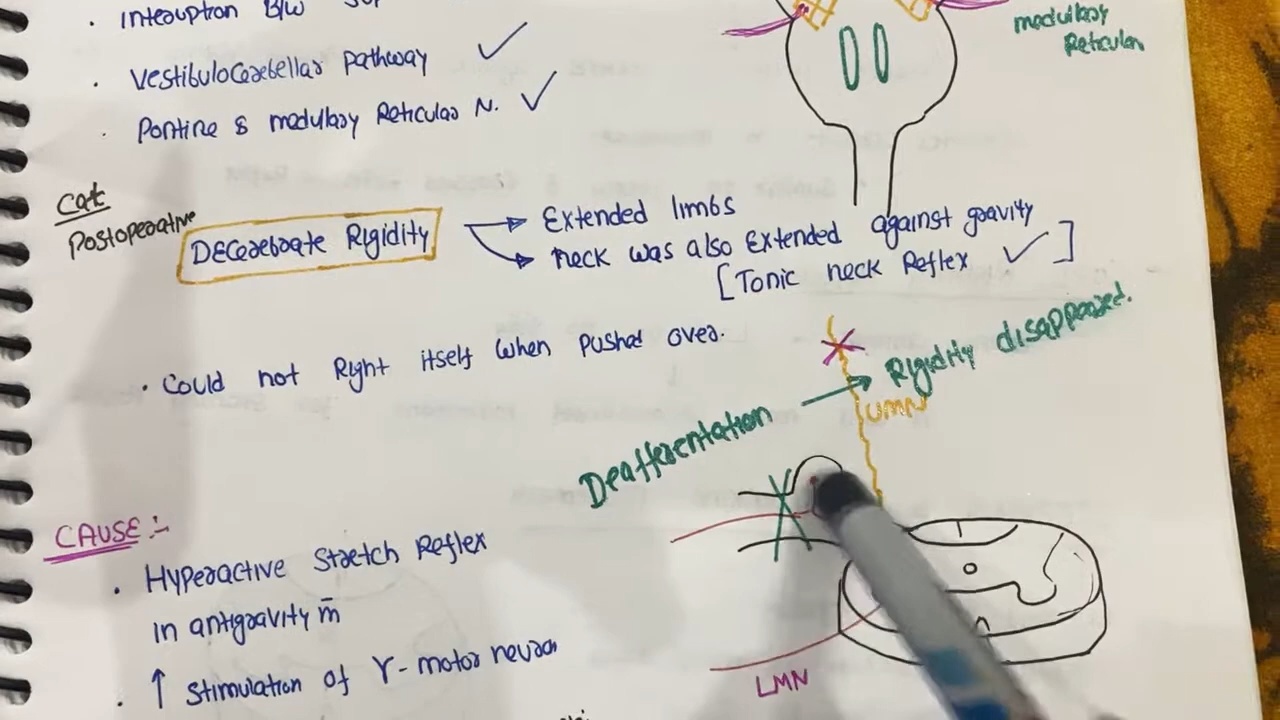 Interuption B/W
Vestibulocerebellar Pathway
Pontine & medullary Reticular N.
medullary
Reticular
Cat
Postoperative
DECerebrate Rigidity
Extended limbs
neck was also Extended against gravity
[Tonic neck Reflex ]
Could not Right itself when pushed over.
Deafferentation
Rigidity disappeared.
UMN
CAUSE :-
Hyperactive Stretch Reflex
in antigravity m̄
↑ Stimulation of γ-motor neuron
LMN